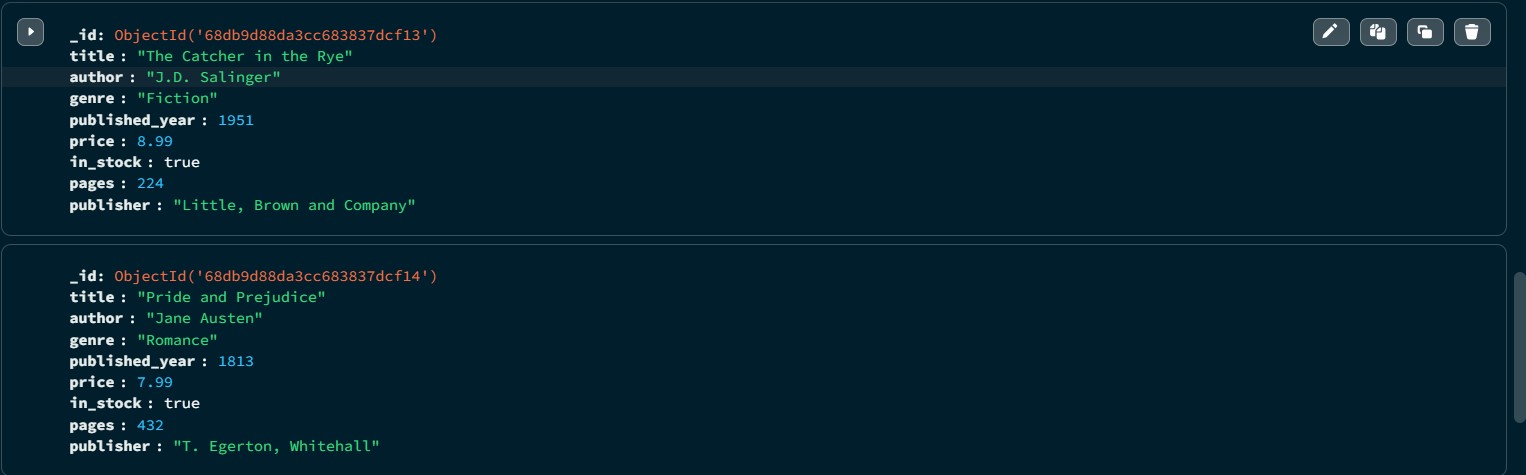 _id: ObjectId('68db9d88da3cc683837dcf13')
title : "The Catcher in the Rye"
author : "J.D. Salinger"
genre : "Fiction"
published_year : 1951
price : 8.99
in_stock : true
pages : 224
publisher : "Little, Brown and Company"
_id: ObjectId('68db9d88da3cc683837dcf14')
title : "Pride and Prejudice"
author : "Jane Austen"
genre : "Romance"
published_year : 1813
price : 7.99
in_stock : true
pages : 432
publisher : "T. Egerton, Whitehall"